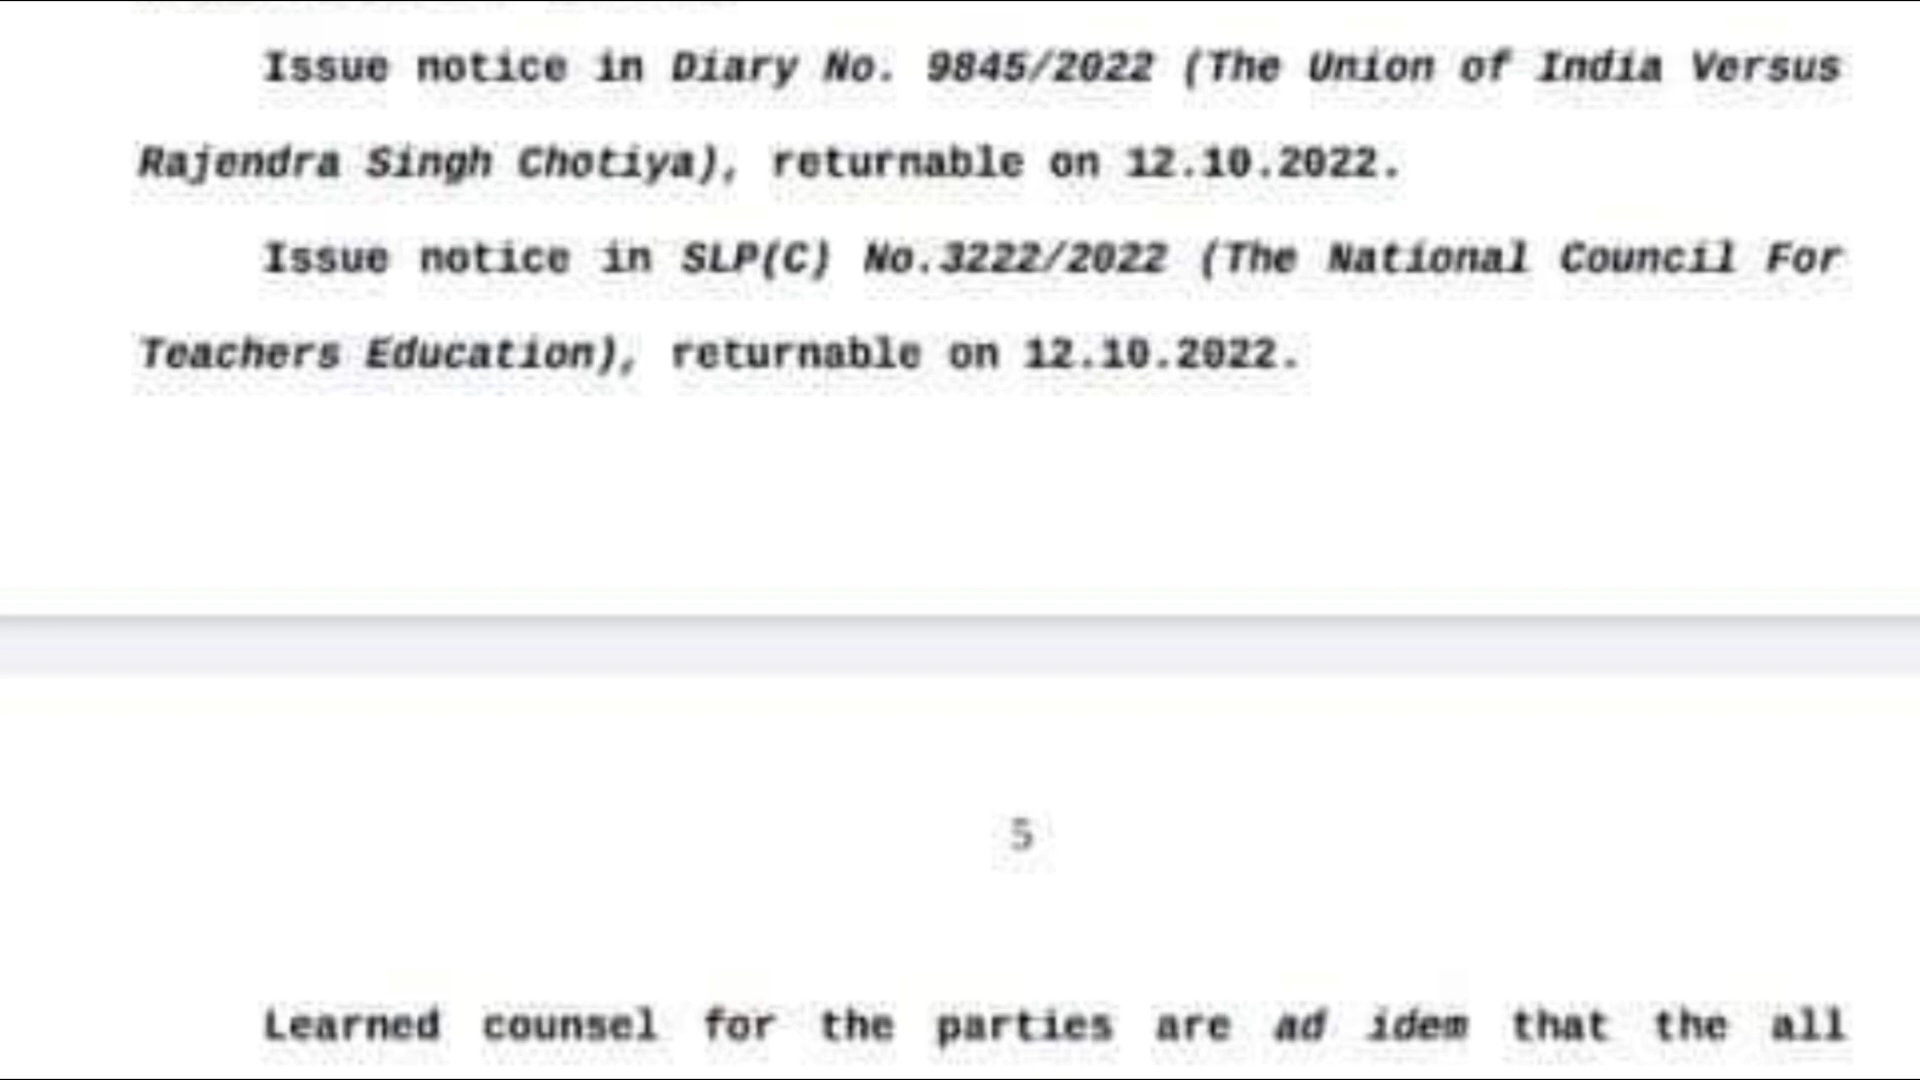 Issue notice in Diary No. 9845/2022 (The Union of India Versus
Rajendra Singh Chotiya), returnable on 12.10.2022.
Issue notice in SLP(C) No.3222/2022 (The National Council For
Teachers Education), returnable on 12.10.2022.
5
Learned counsel for the parties are ad idem that the all